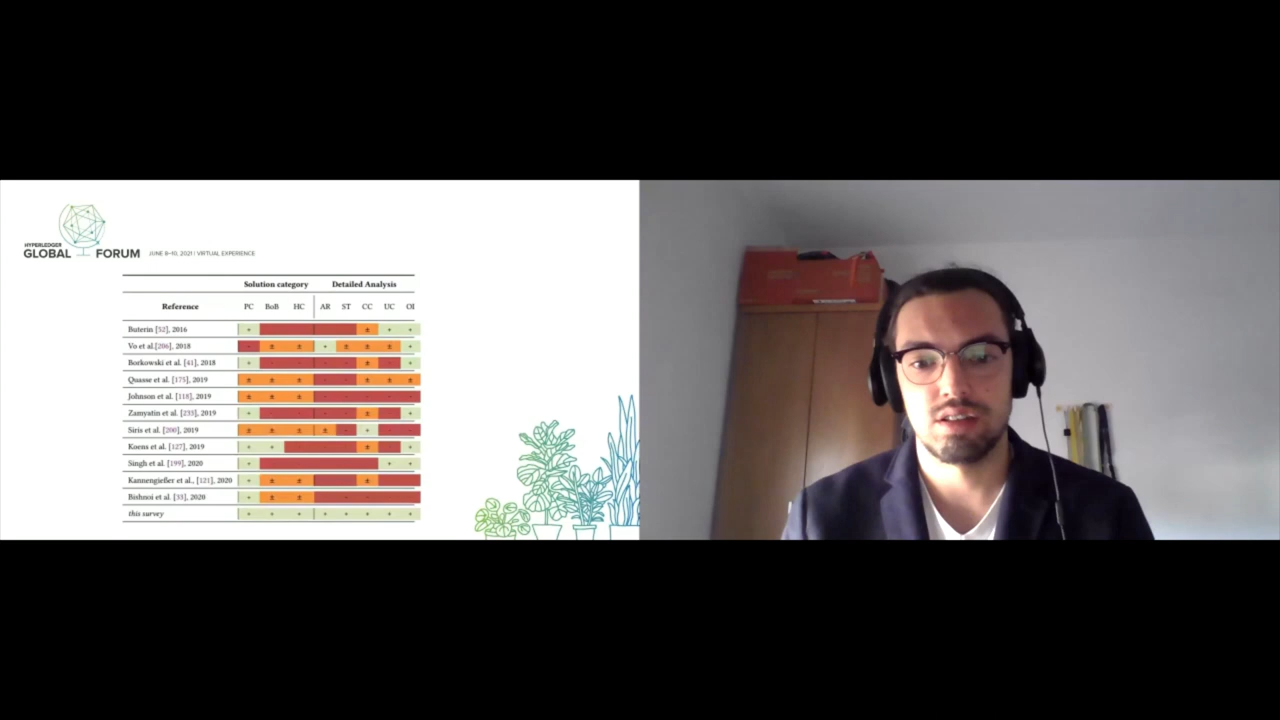 HYPERLEDGER
GLOBAL FORUM JUNE 8-10, 2021 | VIRTUAL EXPERIENCE
Solution category Detailed Analysis
Reference PC BoB HC AR ST CC UC OI
Buterin [52], 2016 + ± + +
Vo et al.[206], 2018 - ± ± + ± ± ± +
Borkowski et al. [41], 2018 + - - - - ± - +
Quasse et al. [175], 2019 ± ± ± - - ± ± ±
Johnson et al. [118], 2019 ± ± ± - - - - -
Zamyatin et al. [233], 2019 + - - - - ± - +
Siris et al. [200], 2019 ± ± ± ± - + - -
Koens et al. [127], 2019 + + - - - ± - +
Singh et al. [199], 2020 + + +
Kannengießer et al., [121], 2020 + ± ± ±
Bishnoi et al. [33], 2020 + ± ± - - - - -
this survey + + + + + + + +